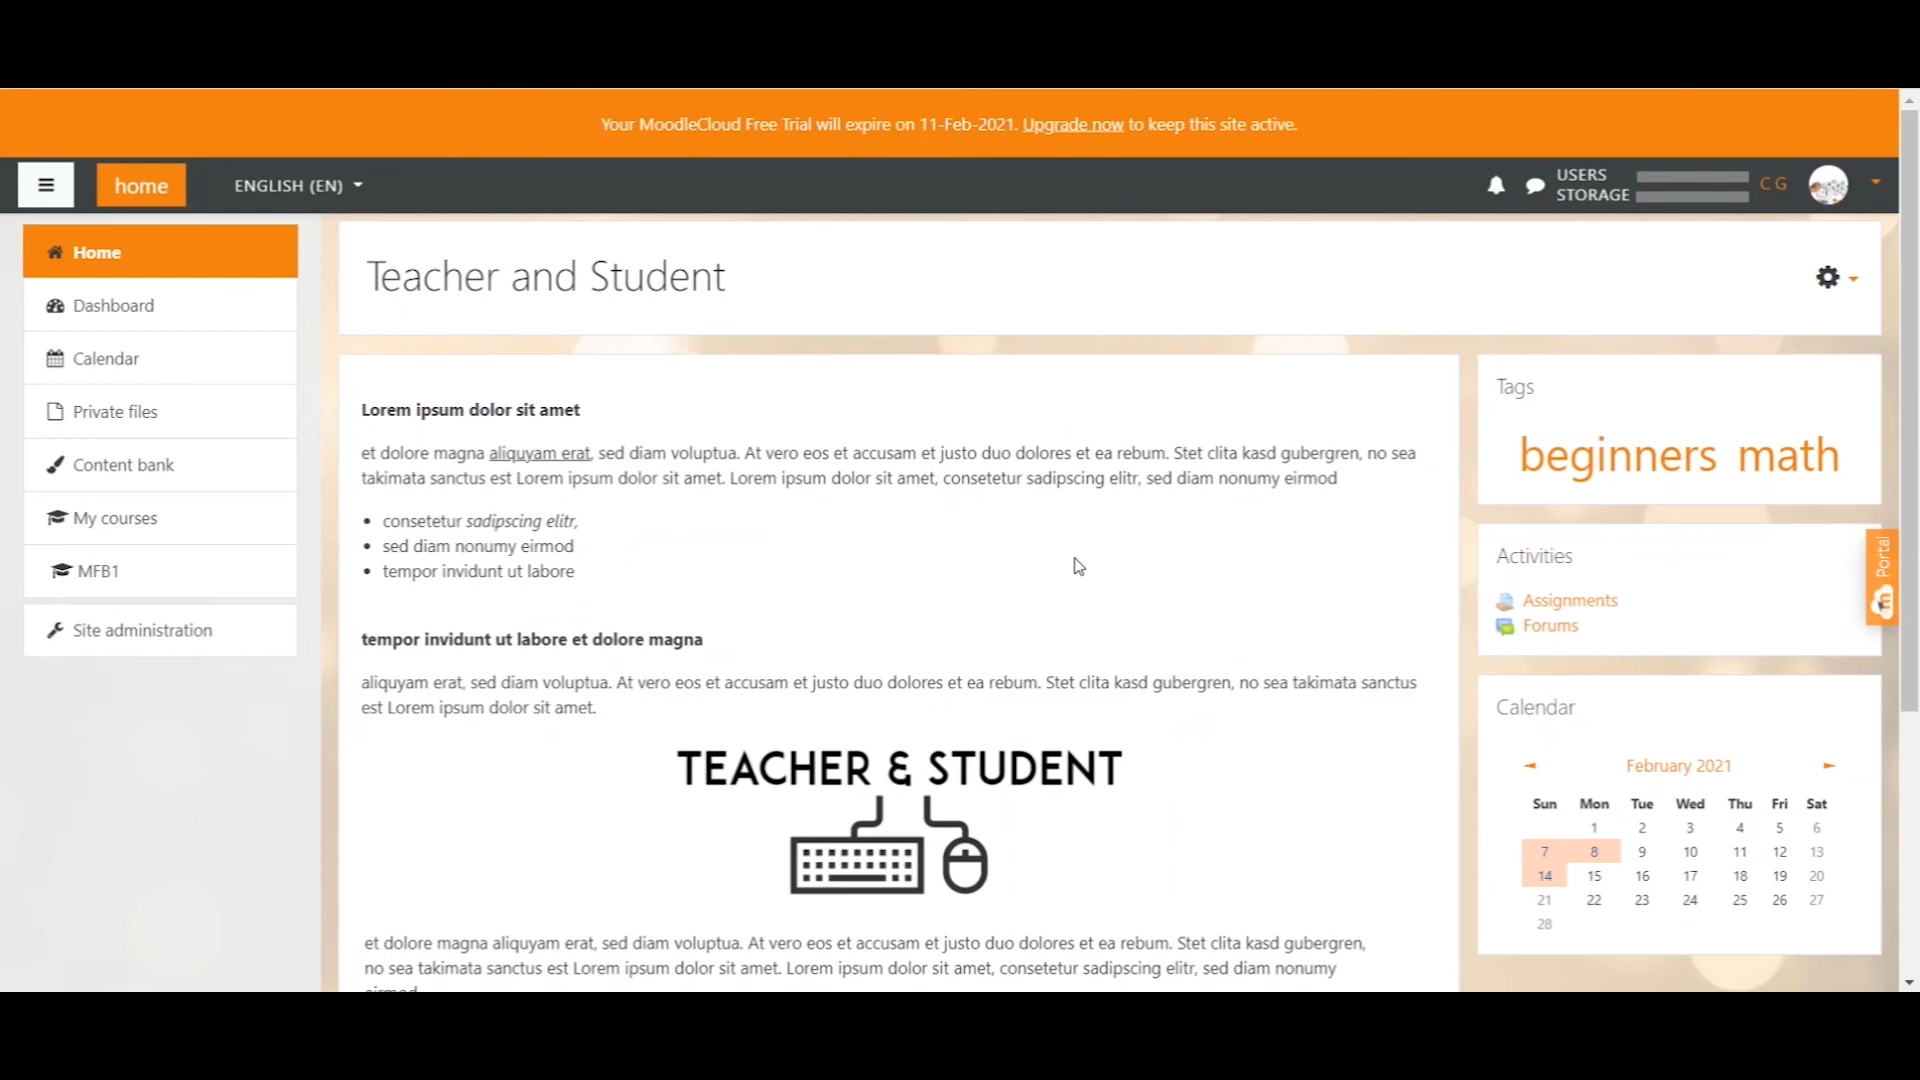 Your MoodleCloud Free Trial will expire on 11-Feb-2021. Upgrade now to keep this site active.
home
ENGLISH (EN)
USERS
STORAGE
C G
Home
Dashboard
Calendar
Private files
Content bank
My courses
MFB1
Site administration
Teacher and Student
Lorem ipsum dolor sit amet
et dolore magna aliquyam erat, sed diam voluptua. At vero eos et accusam et justo duo dolores et ea rebum. Stet clita kasd gubergren, no sea
takimata sanctus est Lorem ipsum dolor sit amet. Lorem ipsum dolor sit amet, consetetur sadipscing elitr, sed diam nonumy eirmod
• consetetur sadipscing elitr,
• sed diam nonumy eirmod
• tempor invidunt ut labore
tempor invidunt ut labore et dolore magna
aliquyam erat, sed diam voluptua. At vero eos et accusam et justo duo dolores et ea rebum. Stet clita kasd gubergren, no sea takimata sanctus
est Lorem ipsum dolor sit amet.
TEACHER & STUDENT
et dolore magna aliquyam erat, sed diam voluptua. At vero eos et accusam et justo duo dolores et ea rebum. Stet clita kasd gubergren,
no sea takimata sanctus est Lorem ipsum dolor sit amet. Lorem ipsum dolor sit amet, consetetur sadipscing elitr, sed diam nonumy
Tags
beginners math
Activities
Assignments
Forums
Portal
Calendar
◄ February 2021 ►
Sun Mon Tue Wed Thu Fri Sat
1 2 3 4 5 6
7 8 9 10 11 12 13
14 15 16 17 18 19 20
21 22 23 24 25 26 27
28